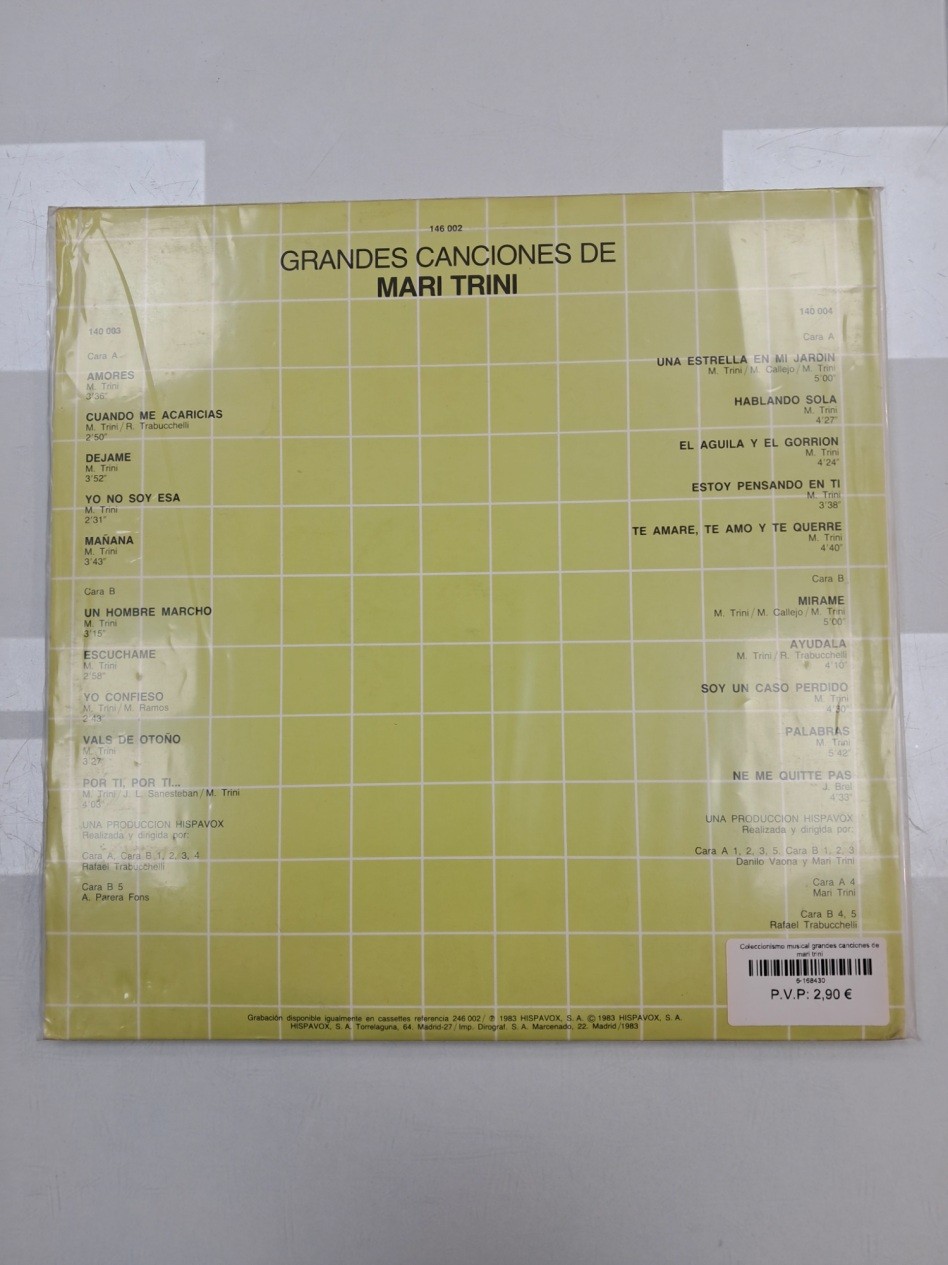 146 002
GRANDES CANCIONES DE
MARI TRINI
140 003
Cara A
AMORES
M. Trini
3'36"
CUANDO ME ACARICIAS
M. Trini / R. Trabucchelli
2'50"
DEJAME
M. Trini
3'52"
YO NO SOY ESA
M. Trini
2'31"
MAÑANA
M. Trini
3'43"
Cara B
UN HOMBRE MARCHO
M. Trini
3'15"
ESCUCHAME
M. Trini
2'58"
YO CONFIESO
M. Trini / M. Ramos
2'43"
VALS DE OTOÑO
M. Trini
3'27"
POR TI, POR TI...
M. Trini / J. L. Sanesteban / M. Trini
4'03"
UNA PRODUCCION HISPAVOX
Realizada y dirigida por:
Cara A, Cara B 1, 2, 3, 4
Rafael Trabucchelli
Cara B 5
A. Parera Fons
140 004
Cara A
UNA ESTRELLA EN MI JARDIN
M. Trini / M. Callejo / M. Trini
5'00"
HABLANDO SOLA
M. Trini
4'27"
EL AGUILA Y EL GORRION
M. Trini
4'24"
ESTOY PENSANDO EN TI
M. Trini
3'38"
TE AMARE, TE AMO Y TE QUERRE
M. Trini
4'40"
Cara B
MIRAME
M. Trini / M. Callejo / M. Trini
5'00"
AYUDALA
M. Trini / R. Trabucchelli
4'10"
SOY UN CASO PERDIDO
M. Trini
4'30"
PALABRAS
M. Trini
5'42"
NE ME QUITTE PAS
J. Brel
4'33"
UNA PRODUCCION HISPAVOX
Realizada y dirigida por:
Cara A 1, 2, 3, 5. Cara B 1, 2, 3
Danilo Vaona y Mari Trini
Cara A 4
Mari Trini
Cara B 4, 5
Rafael Trabucchelli
Coleccionismo musical grandes canciones de
mari trini
6-168430
P.V.P: 2,90 €
Grabación disponible igualmente en cassettes referencia 246 002 / ℗ 1983 HISPAVOX, S. A. © 1983 HISPAVOX, S. A.
HISPAVOX, S. A. Torrelaguna, 64. Madrid-27 / Imp. Dirograf. S. A. Marcenado, 22. Madrid / 1983